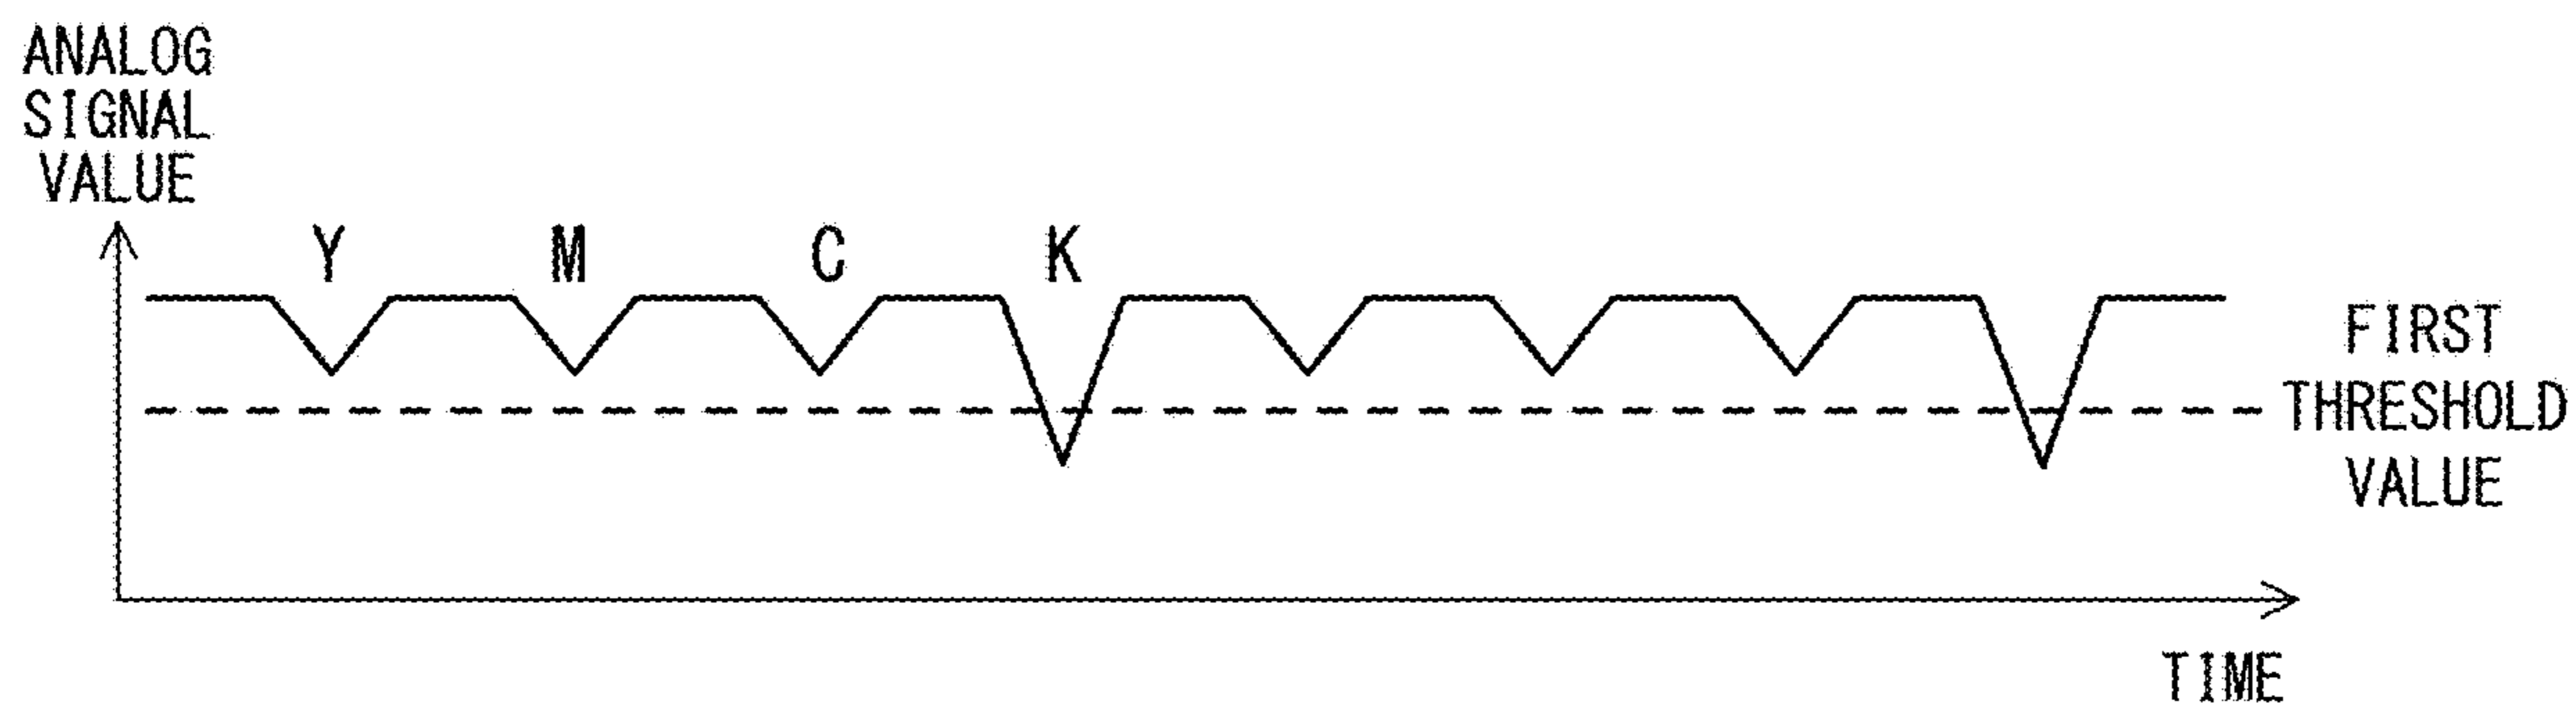 ANALOG
SIGNAL
VALUE
Y M C K
FIRST
THRESHOLD
VALUE
TIME